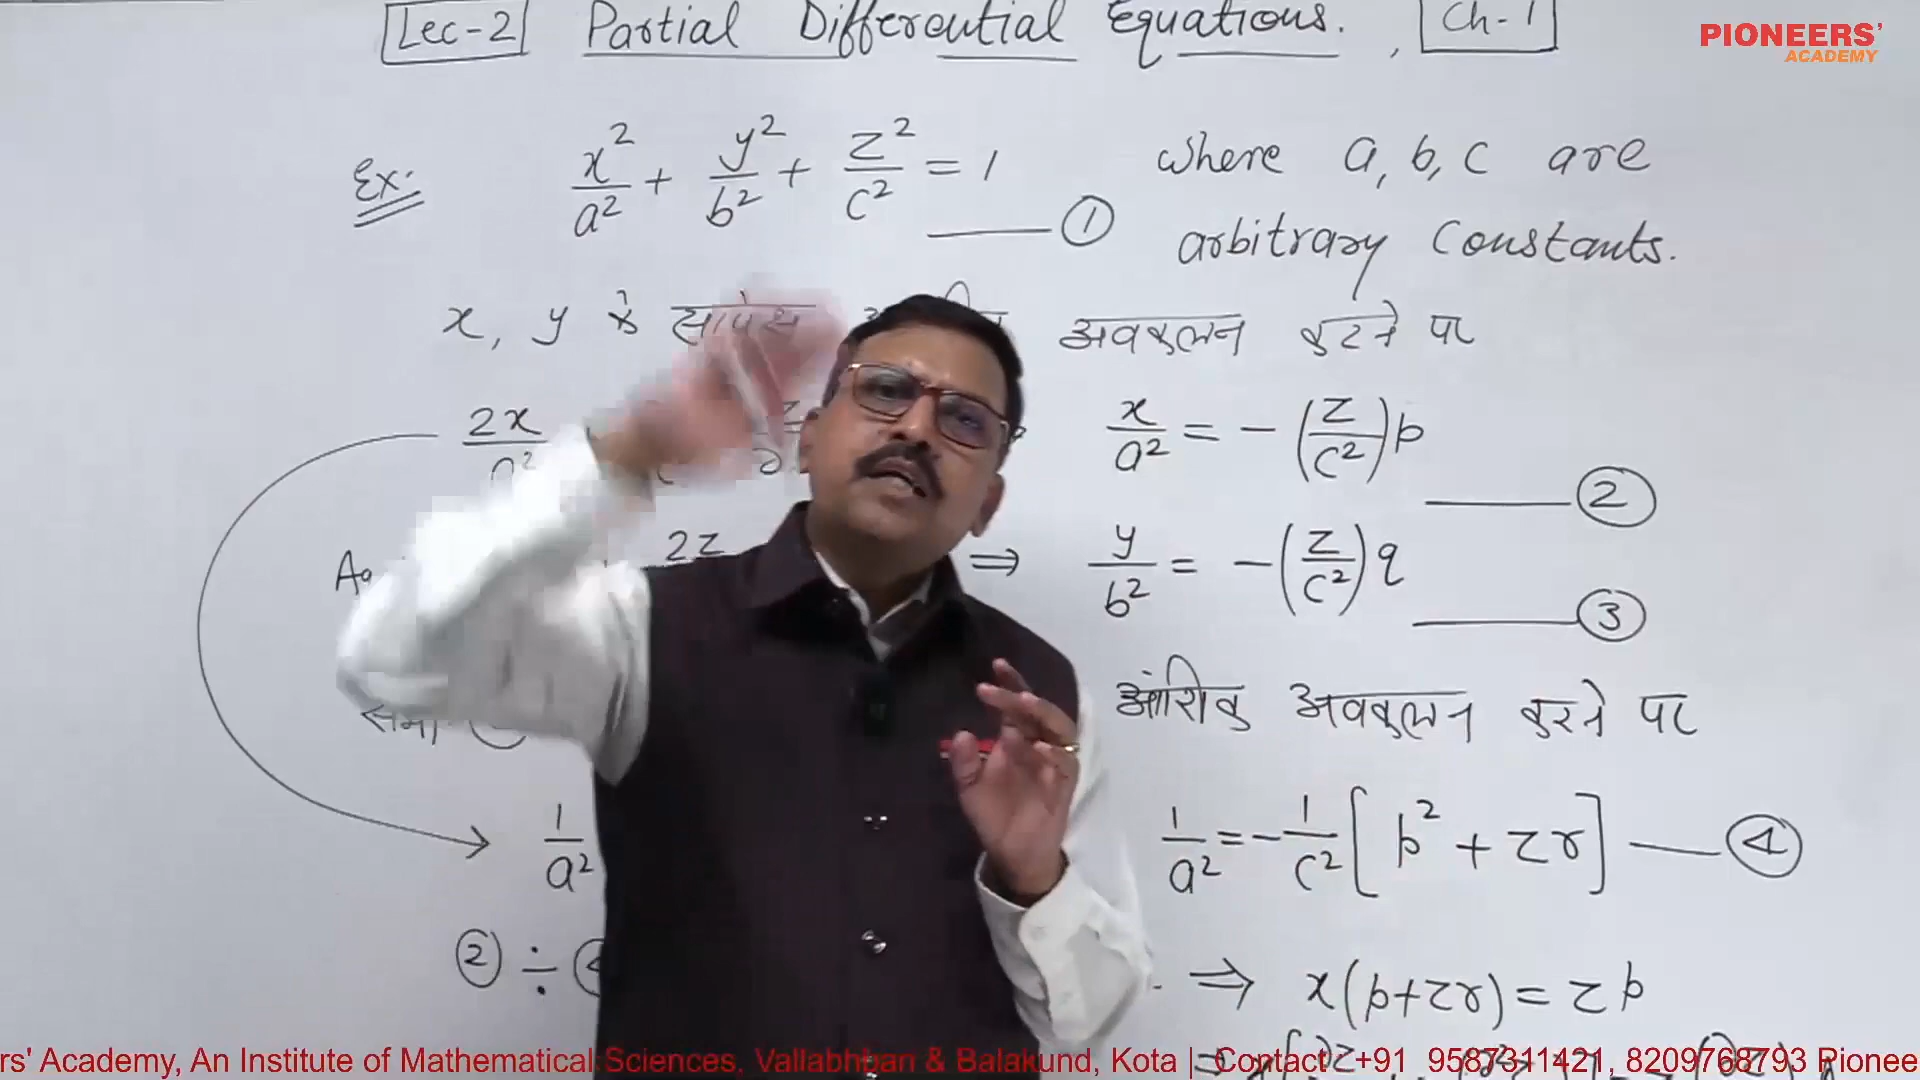 Lec-2 Partial Differential Equations. , Ch-1
PIONEERS'
ACADEMY
Ex:- x²/a² + y²/b² + z²/c² = 1 ——① where a, b, c are
arbitrary Constants.
x, y के सापेक्ष अवकलन करने पर
2x/a² x/a² = -(z/c²)p ——②
2z ⇒ y/b² = -(z/c²)q ——③
आंशिक अवकलन करने पर
1/a² 1/a² = -1/c² [p² + zr] ——④
② ÷ ⇒ x(p+zr) = zp
rs' Academy, An Institute of Mathematical Sciences, Vallabhban & Balakund, Kota | Contact : +91 9587311421, 8209768793 Pionee